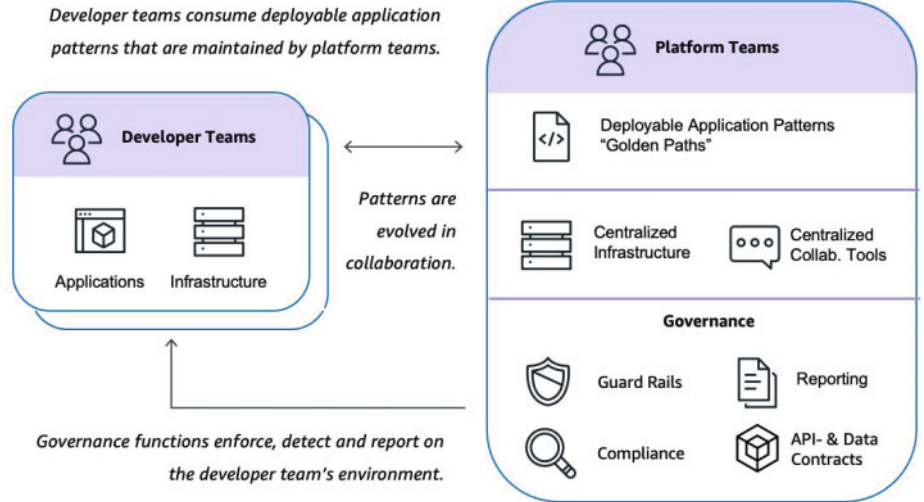 Developer teams consume deployable application
patterns that are maintained by platform teams.
Developer Teams
Applications
Infrastructure
Patterns are
evolved in
collaboration.
Governance functions enforce, detect and report on
the developer team's environment.
Platform Teams
</>
Deployable Application Patterns
"Golden Paths"
Centralized
Infrastructure
Centralized
Collab. Tools
Governance
Guard Rails
Reporting
Compliance
API- & Data
Contracts